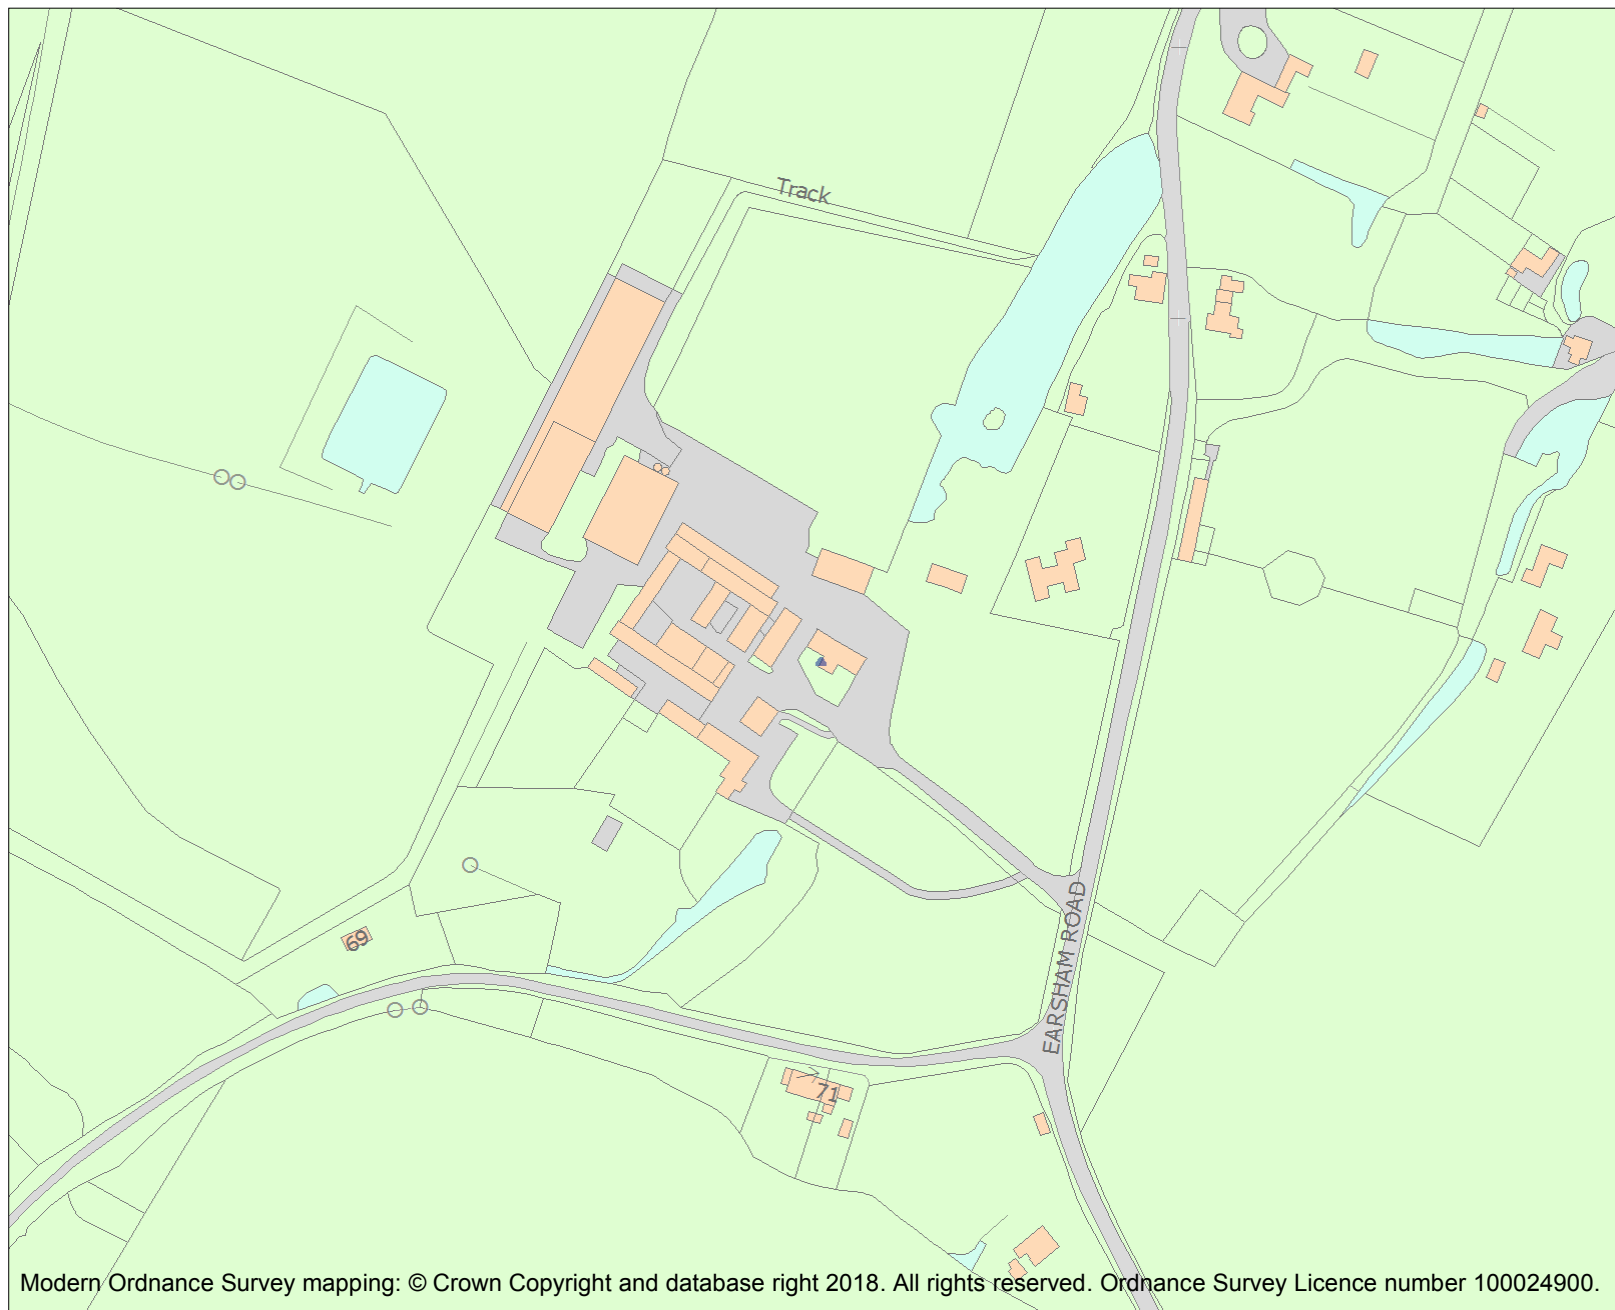 Track
69
EARSHAM ROAD
71
Modern Ordnance Survey mapping: © Crown Copyright and database right 2018. All rights reserved. Ordnance Survey Licence number 100024900.